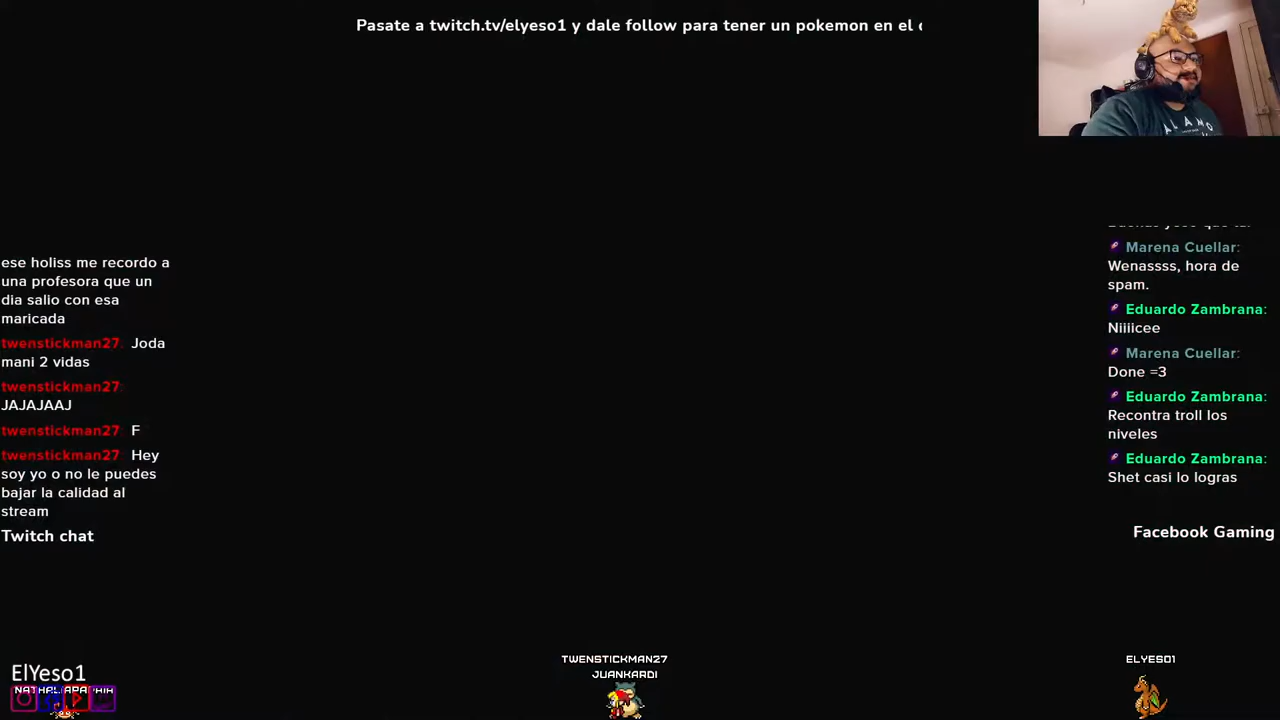 Pasate a twitch.tv/elyeso1 y dale follow para tener un pokemon en el
ALAMO
ese holiss me recordo a
una profesora que un
dia salio con esa
maricada
twenstickman27: Joda
mani 2 vidas
twenstickman27:
JAJAJAAJ
twenstickman27: F
twenstickman27: Hey
soy yo o no le puedes
bajar la calidad al
stream
Twitch chat
Marena Cuellar:
Wenassss, hora de
spam.
Eduardo Zambrana:
Niiiicee
Marena Cuellar:
Done =3
Eduardo Zambrana:
Recontra troll los
niveles
Eduardo Zambrana:
Shet casi lo logras
Facebook Gaming
ElYeso1
TWENSTICKMAN27
JUANKARDI
ELYESO1